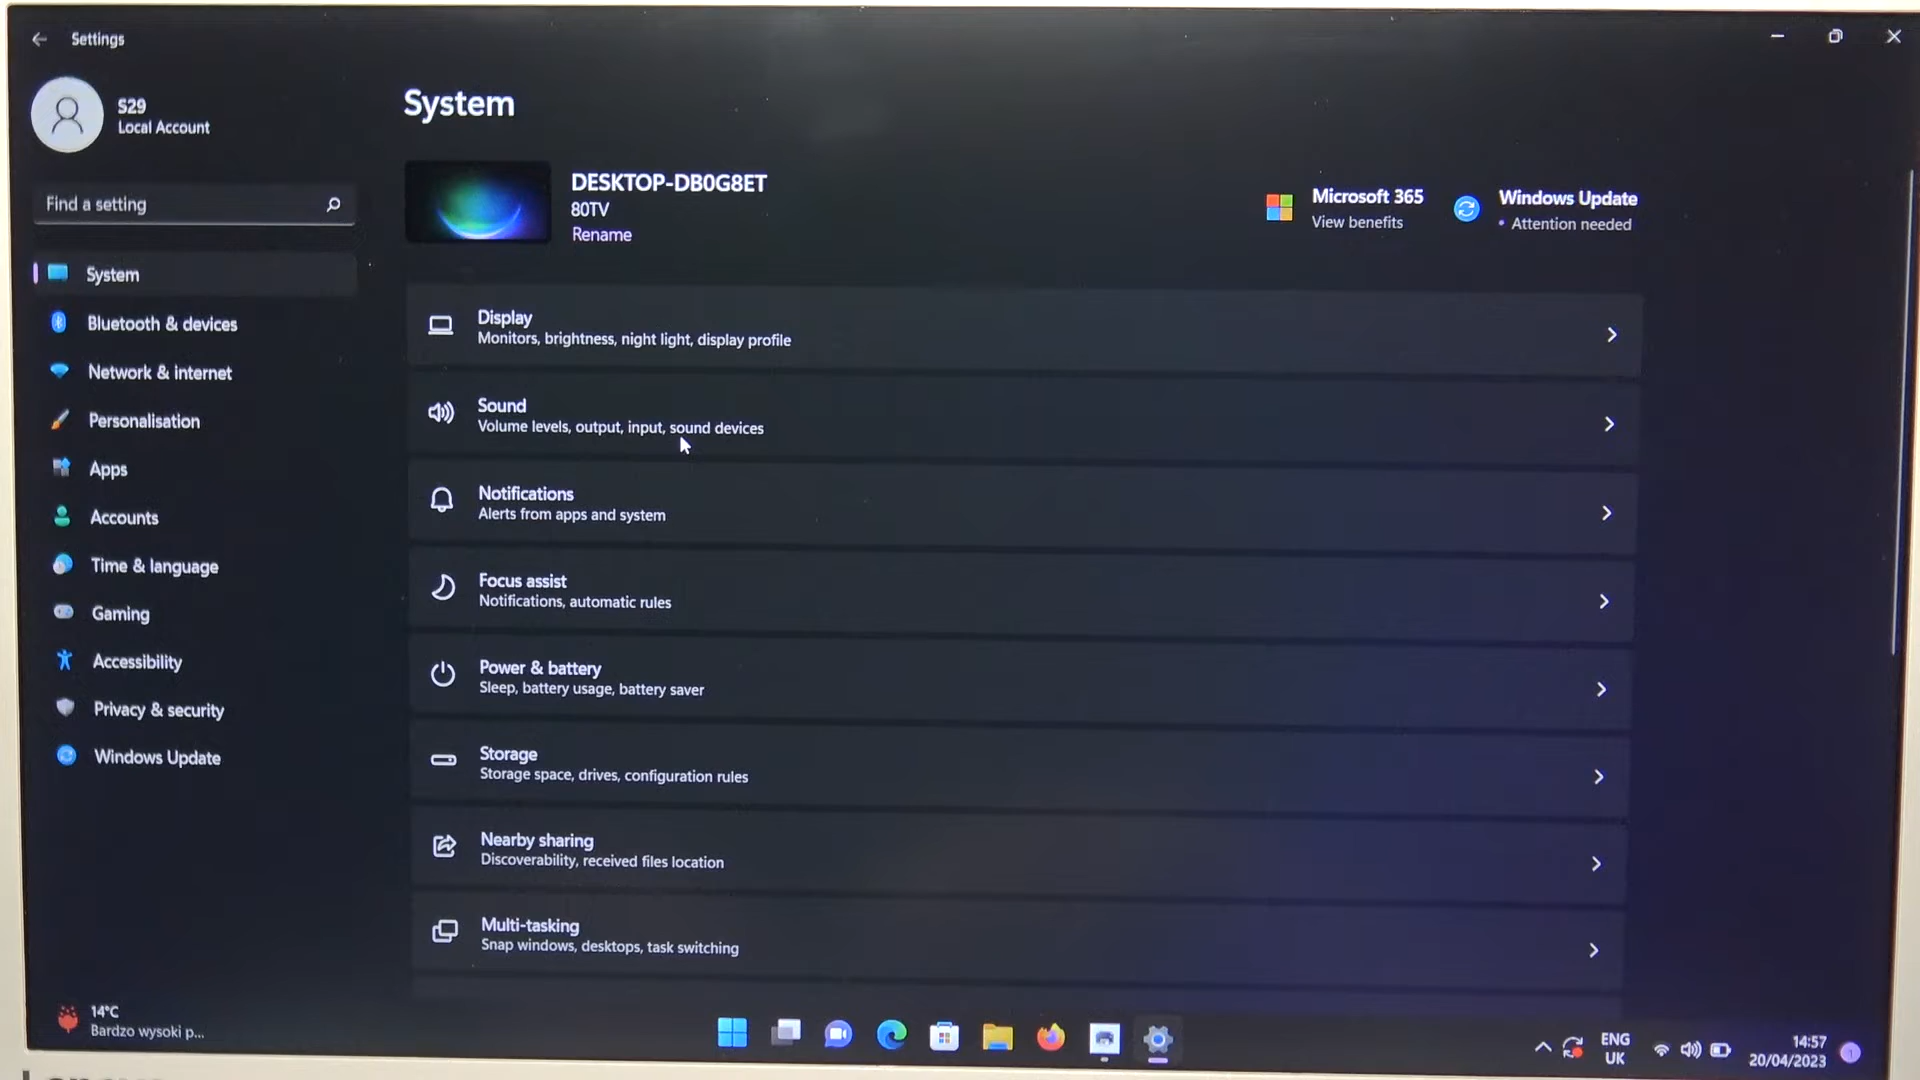 Settings
S29
Local Account
Find a setting
System
Bluetooth & devices
Network & internet
Personalisation
Apps
Accounts
Time & language
Gaming
Accessibility
Privacy & security
Windows Update
System
DESKTOP-DB0G8ET
80TV
Rename
Microsoft 365
View benefits
Windows Update
• Attention needed
Display
Monitors, brightness, night light, display profile
Sound
Volume levels, output, input, sound devices
Notifications
Alerts from apps and system
Focus assist
Notifications, automatic rules
Power & battery
Sleep, battery usage, battery saver
Storage
Storage space, drives, configuration rules
Nearby sharing
Discoverability, received files location
Multi-tasking
Snap windows, desktops, task switching
14°C
Bardzo wysoki p...
ENG
UK
14:57
20/04/2023
1